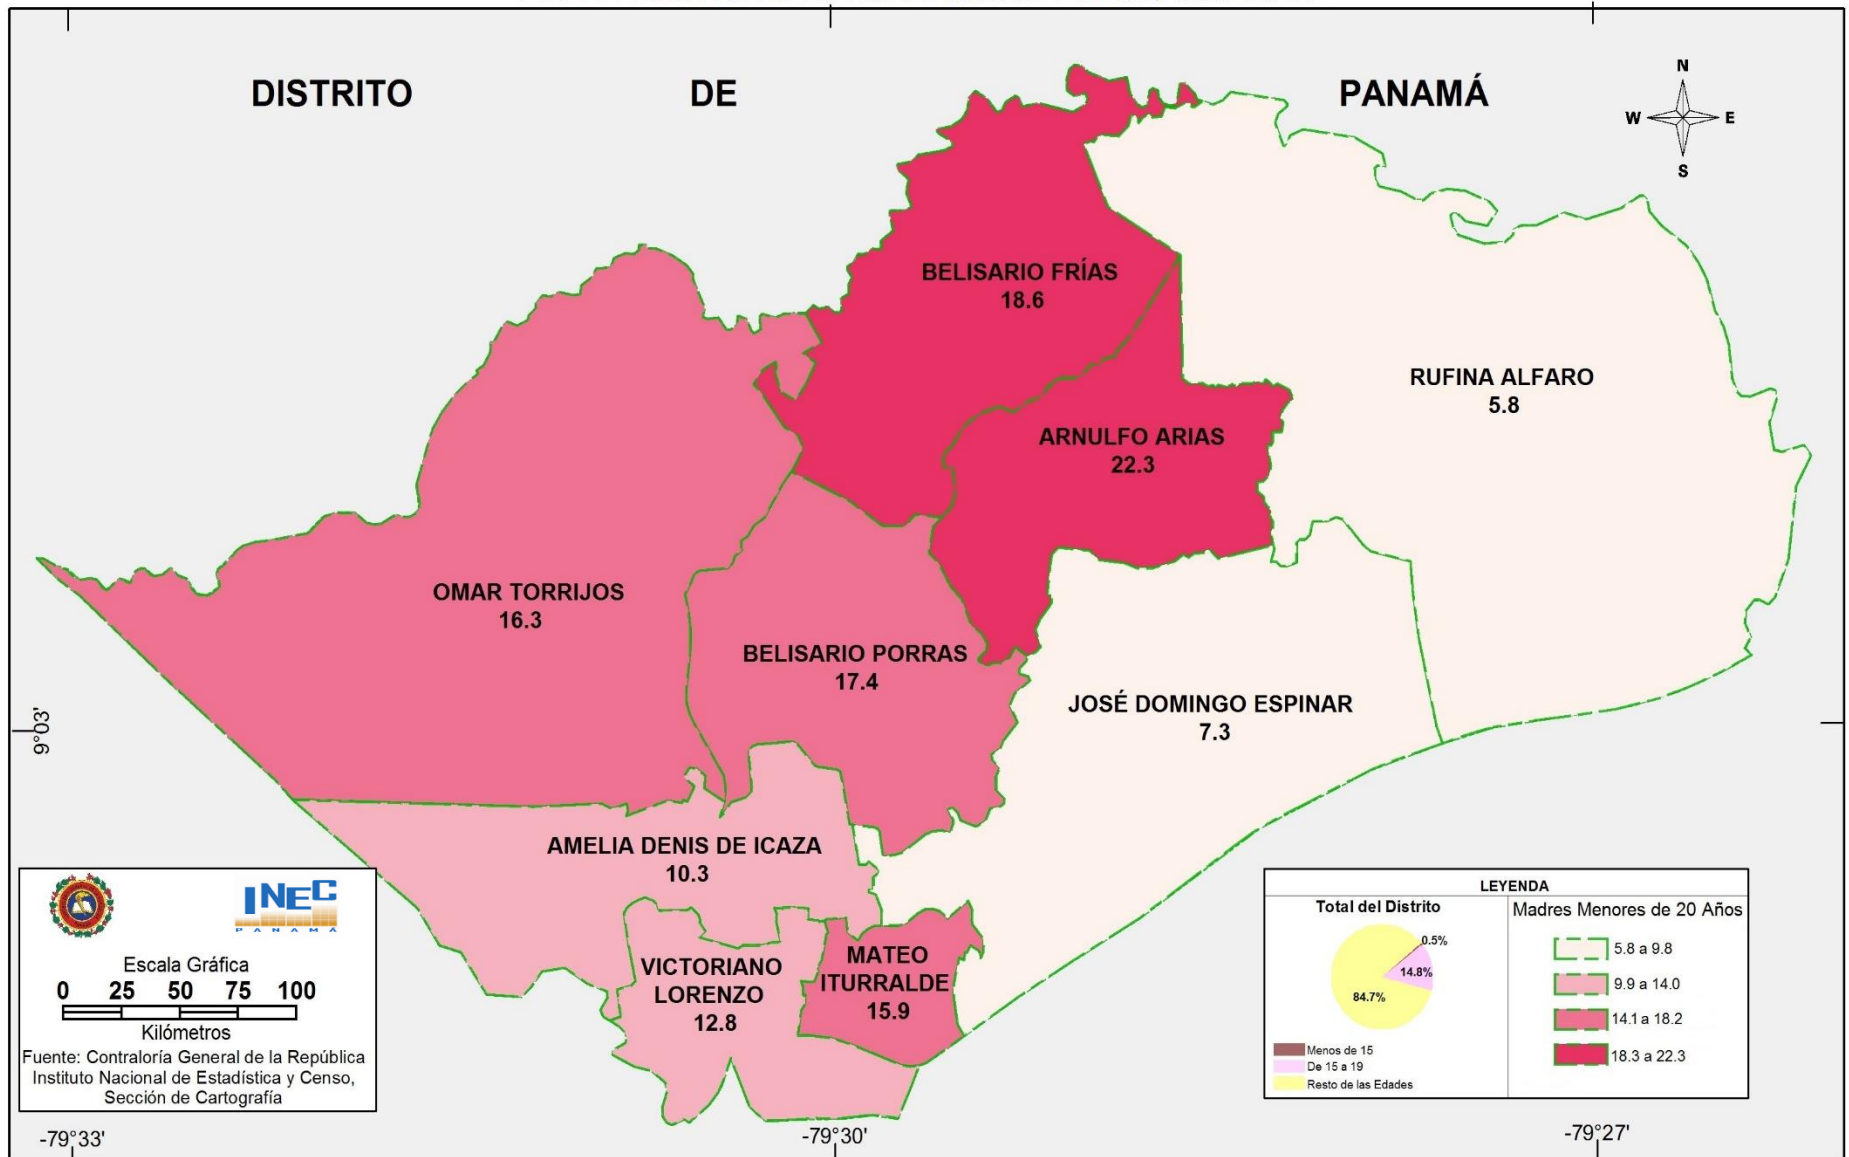 DISTRITO DE PANAMÁ
N
W E
S
BELISARIO FRÍAS
18.6
RUFINA ALFARO
5.8
ARNULFO ARIAS
22.3
OMAR TORRIJOS
16.3
BELISARIO PORRAS
17.4
JOSÉ DOMINGO ESPINAR
7.3
9°03'
AMELIA DENIS DE ICAZA
10.3
VICTORIANO
LORENZO
12.8
MATEO
ITURRALDE
15.9
INEC
PANAMÁ
Escala Gráfica
0 25 50 75 100
Kilómetros
Fuente: Contraloría General de la República
Instituto Nacional de Estadística y Censo,
Sección de Cartografía
LEYENDA
Total del Distrito
0.5%
14.8%
84.7%
Menos de 15
De 15 a 19
Resto de las Edades
Madres Menores de 20 Años
5.8 a 9.8
9.9 a 14.0
14.1 a 18.2
18.3 a 22.3
-79°33' -79°30' -79°27'